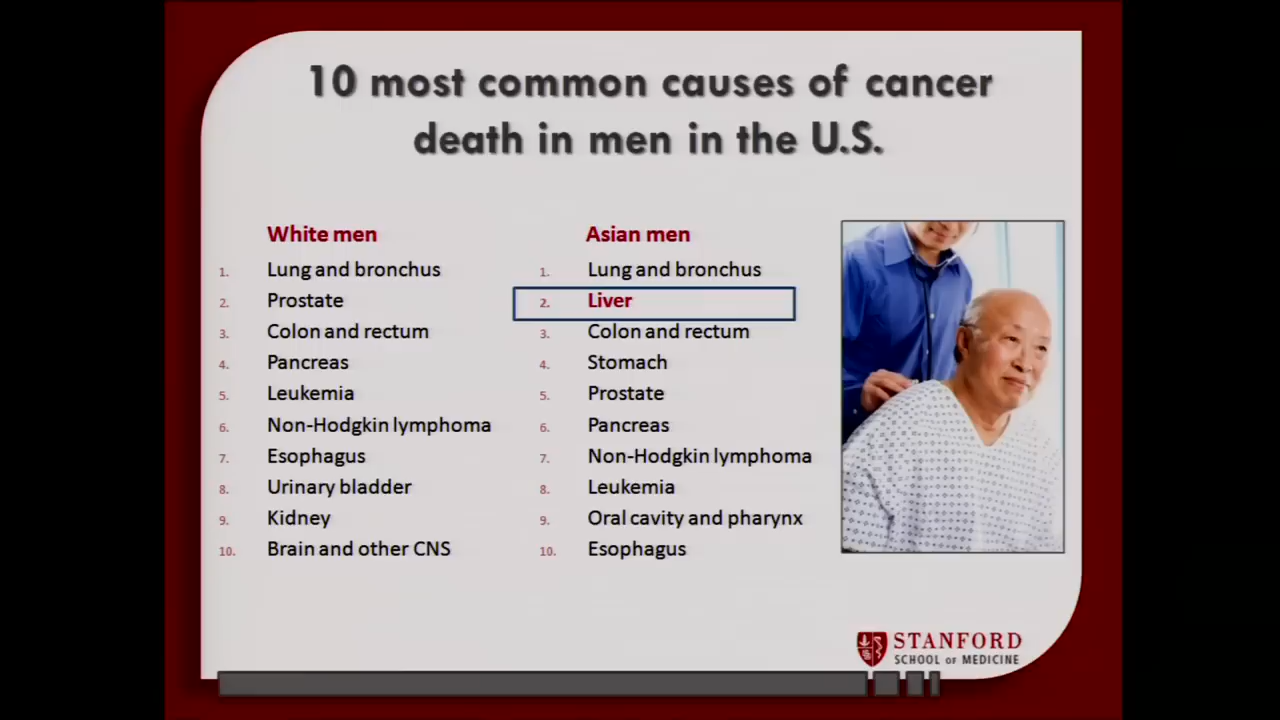 10 most common causes of cancer
death in men in the U.S.
White men
1. Lung and bronchus
2. Prostate
3. Colon and rectum
4. Pancreas
5. Leukemia
6. Non-Hodgkin lymphoma
7. Esophagus
8. Urinary bladder
9. Kidney
10. Brain and other CNS
Asian men
1. Lung and bronchus
2. Liver
3. Colon and rectum
4. Stomach
5. Prostate
6. Pancreas
7. Non-Hodgkin lymphoma
8. Leukemia
9. Oral cavity and pharynx
10. Esophagus
STANFORD
SCHOOL OF MEDICINE